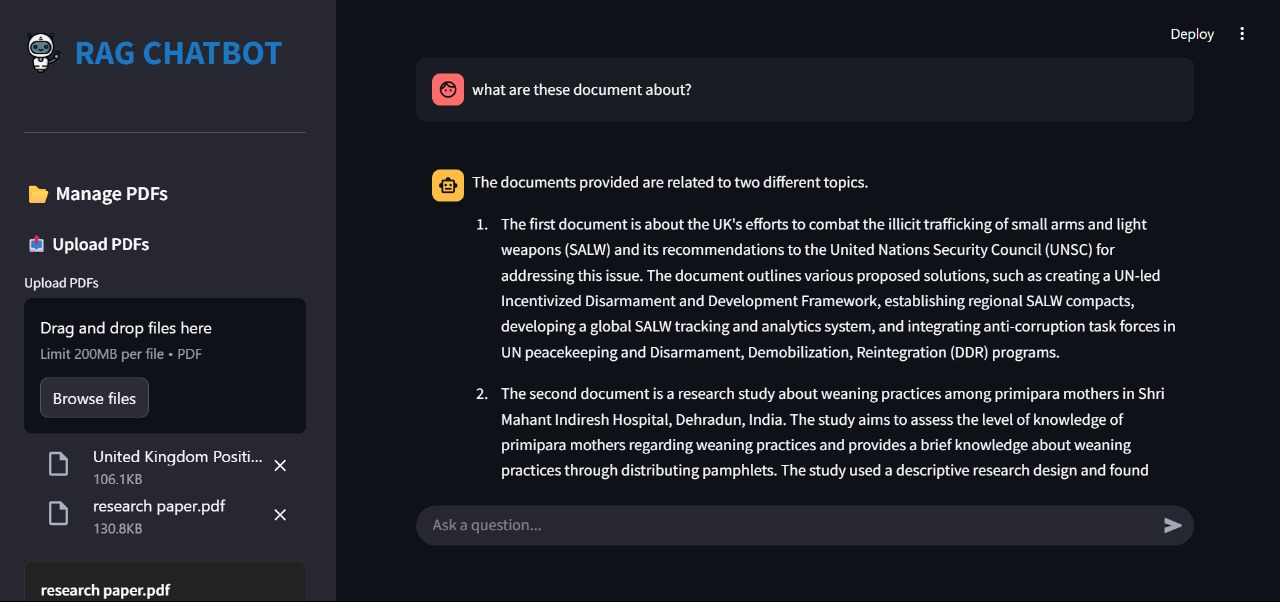 RAG CHATBOT
Manage PDFs
Upload PDFs
Upload PDFs
Drag and drop files here
Limit 200MB per file • PDF
Browse files
United Kingdom Positi...
106.1KB
research paper.pdf
130.8KB
research paper.pdf
Deploy
what are these document about?
The documents provided are related to two different topics.
1. The first document is about the UK's efforts to combat the illicit trafficking of small arms and light
weapons (SALW) and its recommendations to the United Nations Security Council (UNSC) for
addressing this issue. The document outlines various proposed solutions, such as creating a UN-led
Incentivized Disarmament and Development Framework, establishing regional SALW compacts,
developing a global SALW tracking and analytics system, and integrating anti-corruption task forces in
UN peacekeeping and Disarmament, Demobilization, Reintegration (DDR) programs.
2. The second document is a research study about weaning practices among primipara mothers in Shri
Mahant Indiresh Hospital, Dehradun, India. The study aims to assess the level of knowledge of
primipara mothers regarding weaning practices and provides a brief knowledge about weaning
practices through distributing pamphlets. The study used a descriptive research design and found
Ask a question...